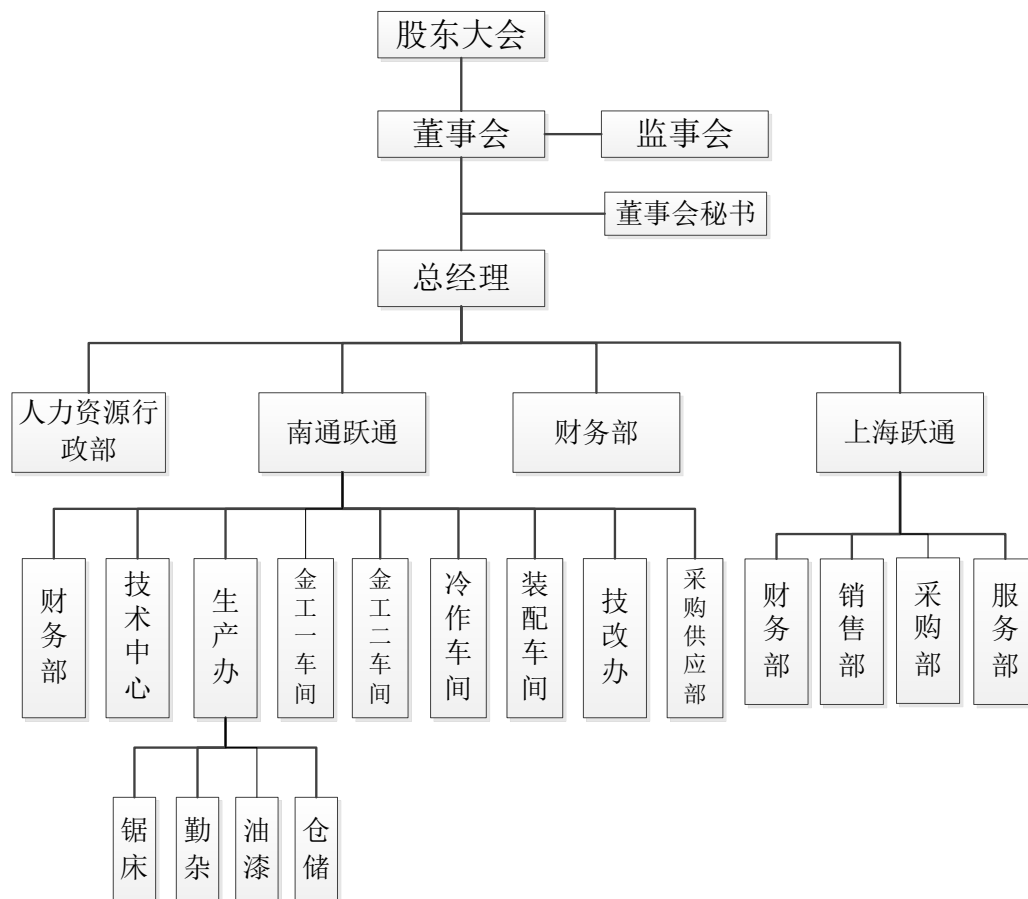 股东大会
董事会
监事会
董事会秘书
总经理
人力资源行
政部
南通跃通
财务部
上海跃通
财务部
技术中心
生产办
金工一车间
金工二车间
冷作车间
装配车间
技改办
采购供应部
财务部
销售部
采购部
服务部
锯床
勤杂
油漆
仓储